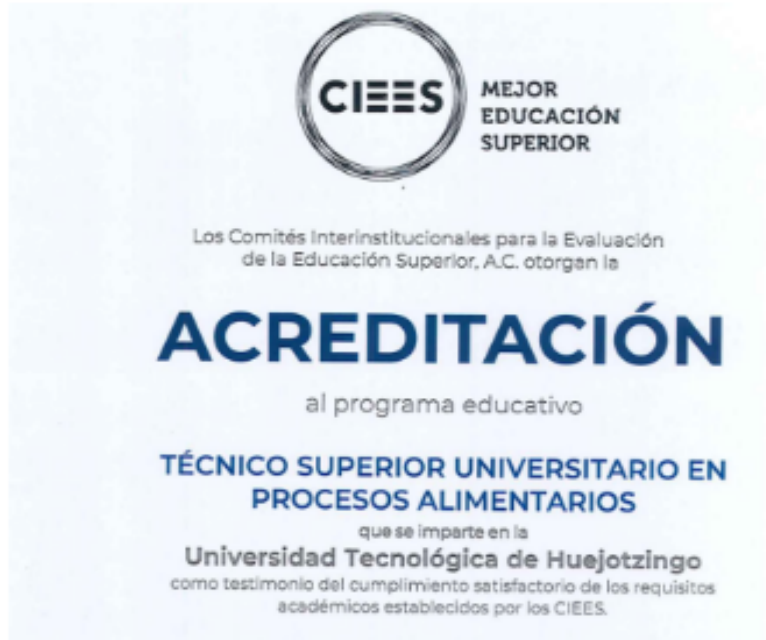 CIEES
MEJOR
EDUCACIÓN
SUPERIOR
Los Comités Interinstitucionales para la Evaluación
de la Educación Superior, A.C. otorgan la
ACREDITACIÓN
al programa educativo
TÉCNICO SUPERIOR UNIVERSITARIO EN
PROCESOS ALIMENTARIOS
que se imparte en la
Universidad Tecnológica de Huejotzingo
como testimonio del cumplimiento satisfactorio de los requisitos
académicos establecidos por los CIEES.